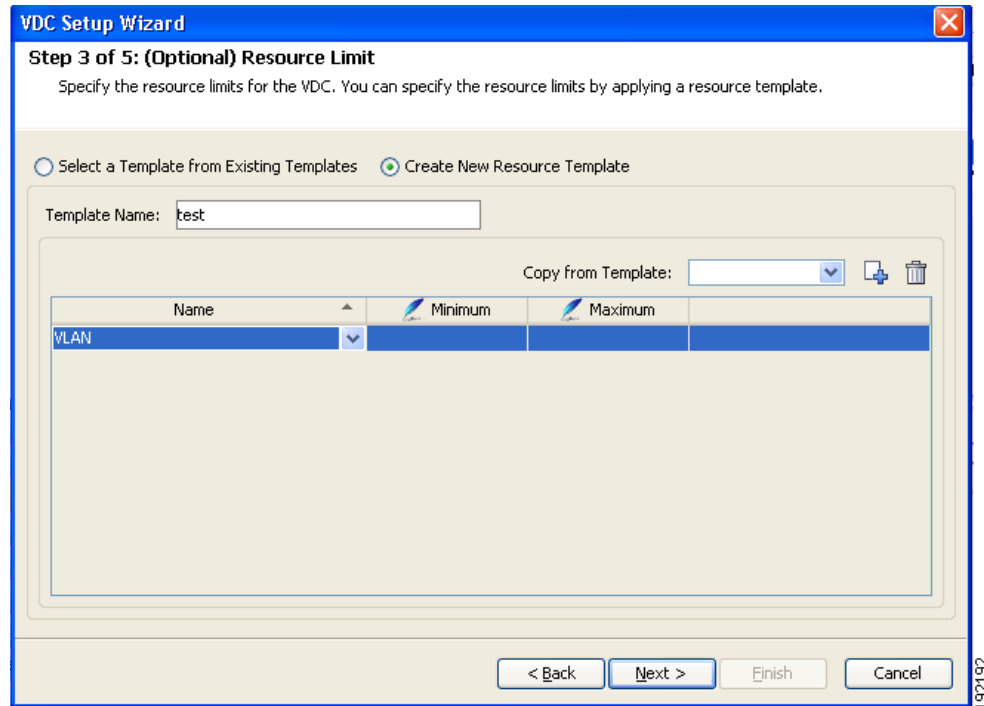 VDC Setup Wizard
Step 3 of 5: (Optional) Resource Limit
Specify the resource limits for the VDC. You can specify the resource limits by applying a resource template.
Select a Template from Existing Templates Create New Resource Template
Template Name: test
Copy from Template:
Name Minimum Maximum
VLAN
< Back Next > Finish Cancel
192192